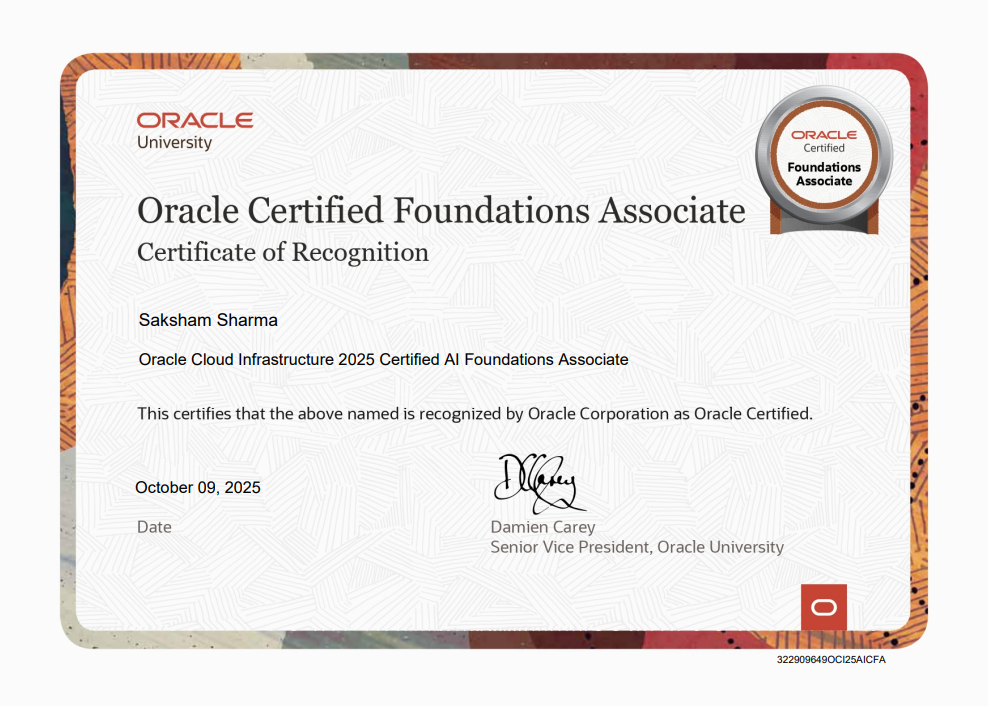 ORACLE
University
ORACLE
Certified
Foundations
Associate
Oracle Certified Foundations Associate
Certificate of Recognition
Saksham Sharma
Oracle Cloud Infrastructure 2025 Certified AI Foundations Associate
This certifies that the above named is recognized by Oracle Corporation as Oracle Certified.
October 09, 2025
Date
DCarey
Damien Carey
Senior Vice President, Oracle University
322909649OCI25AICFA